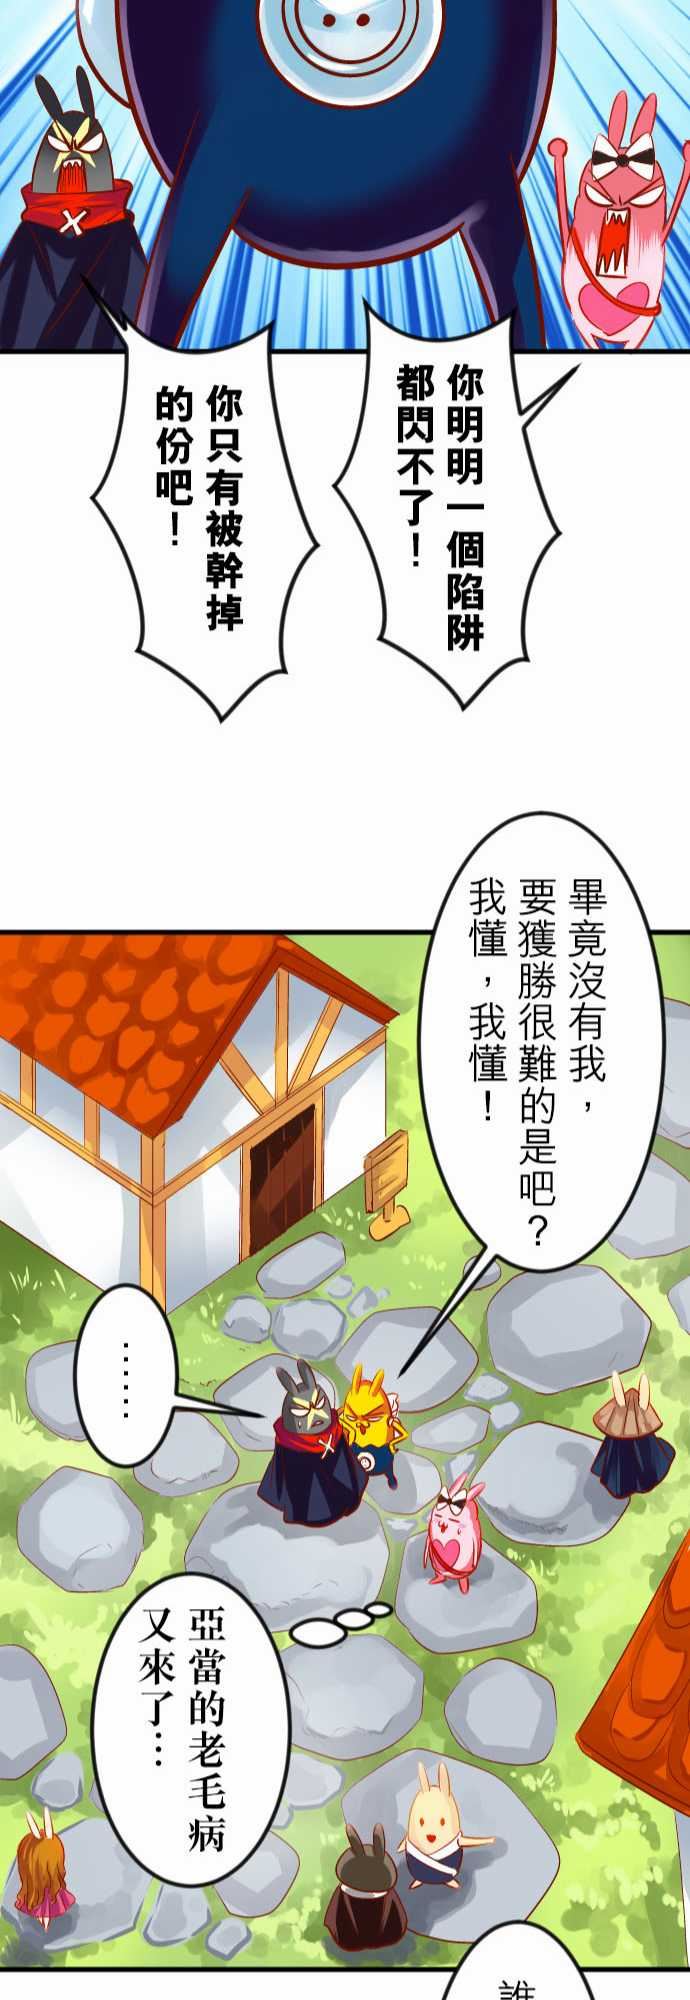 你明明一個陷阱
都閃不了！
你只有被幹掉
的份吧！
畢竟沒有我，
要獲勝很難的是吧？
我懂，我懂！
……
亞當的老毛病
又來了…
誰